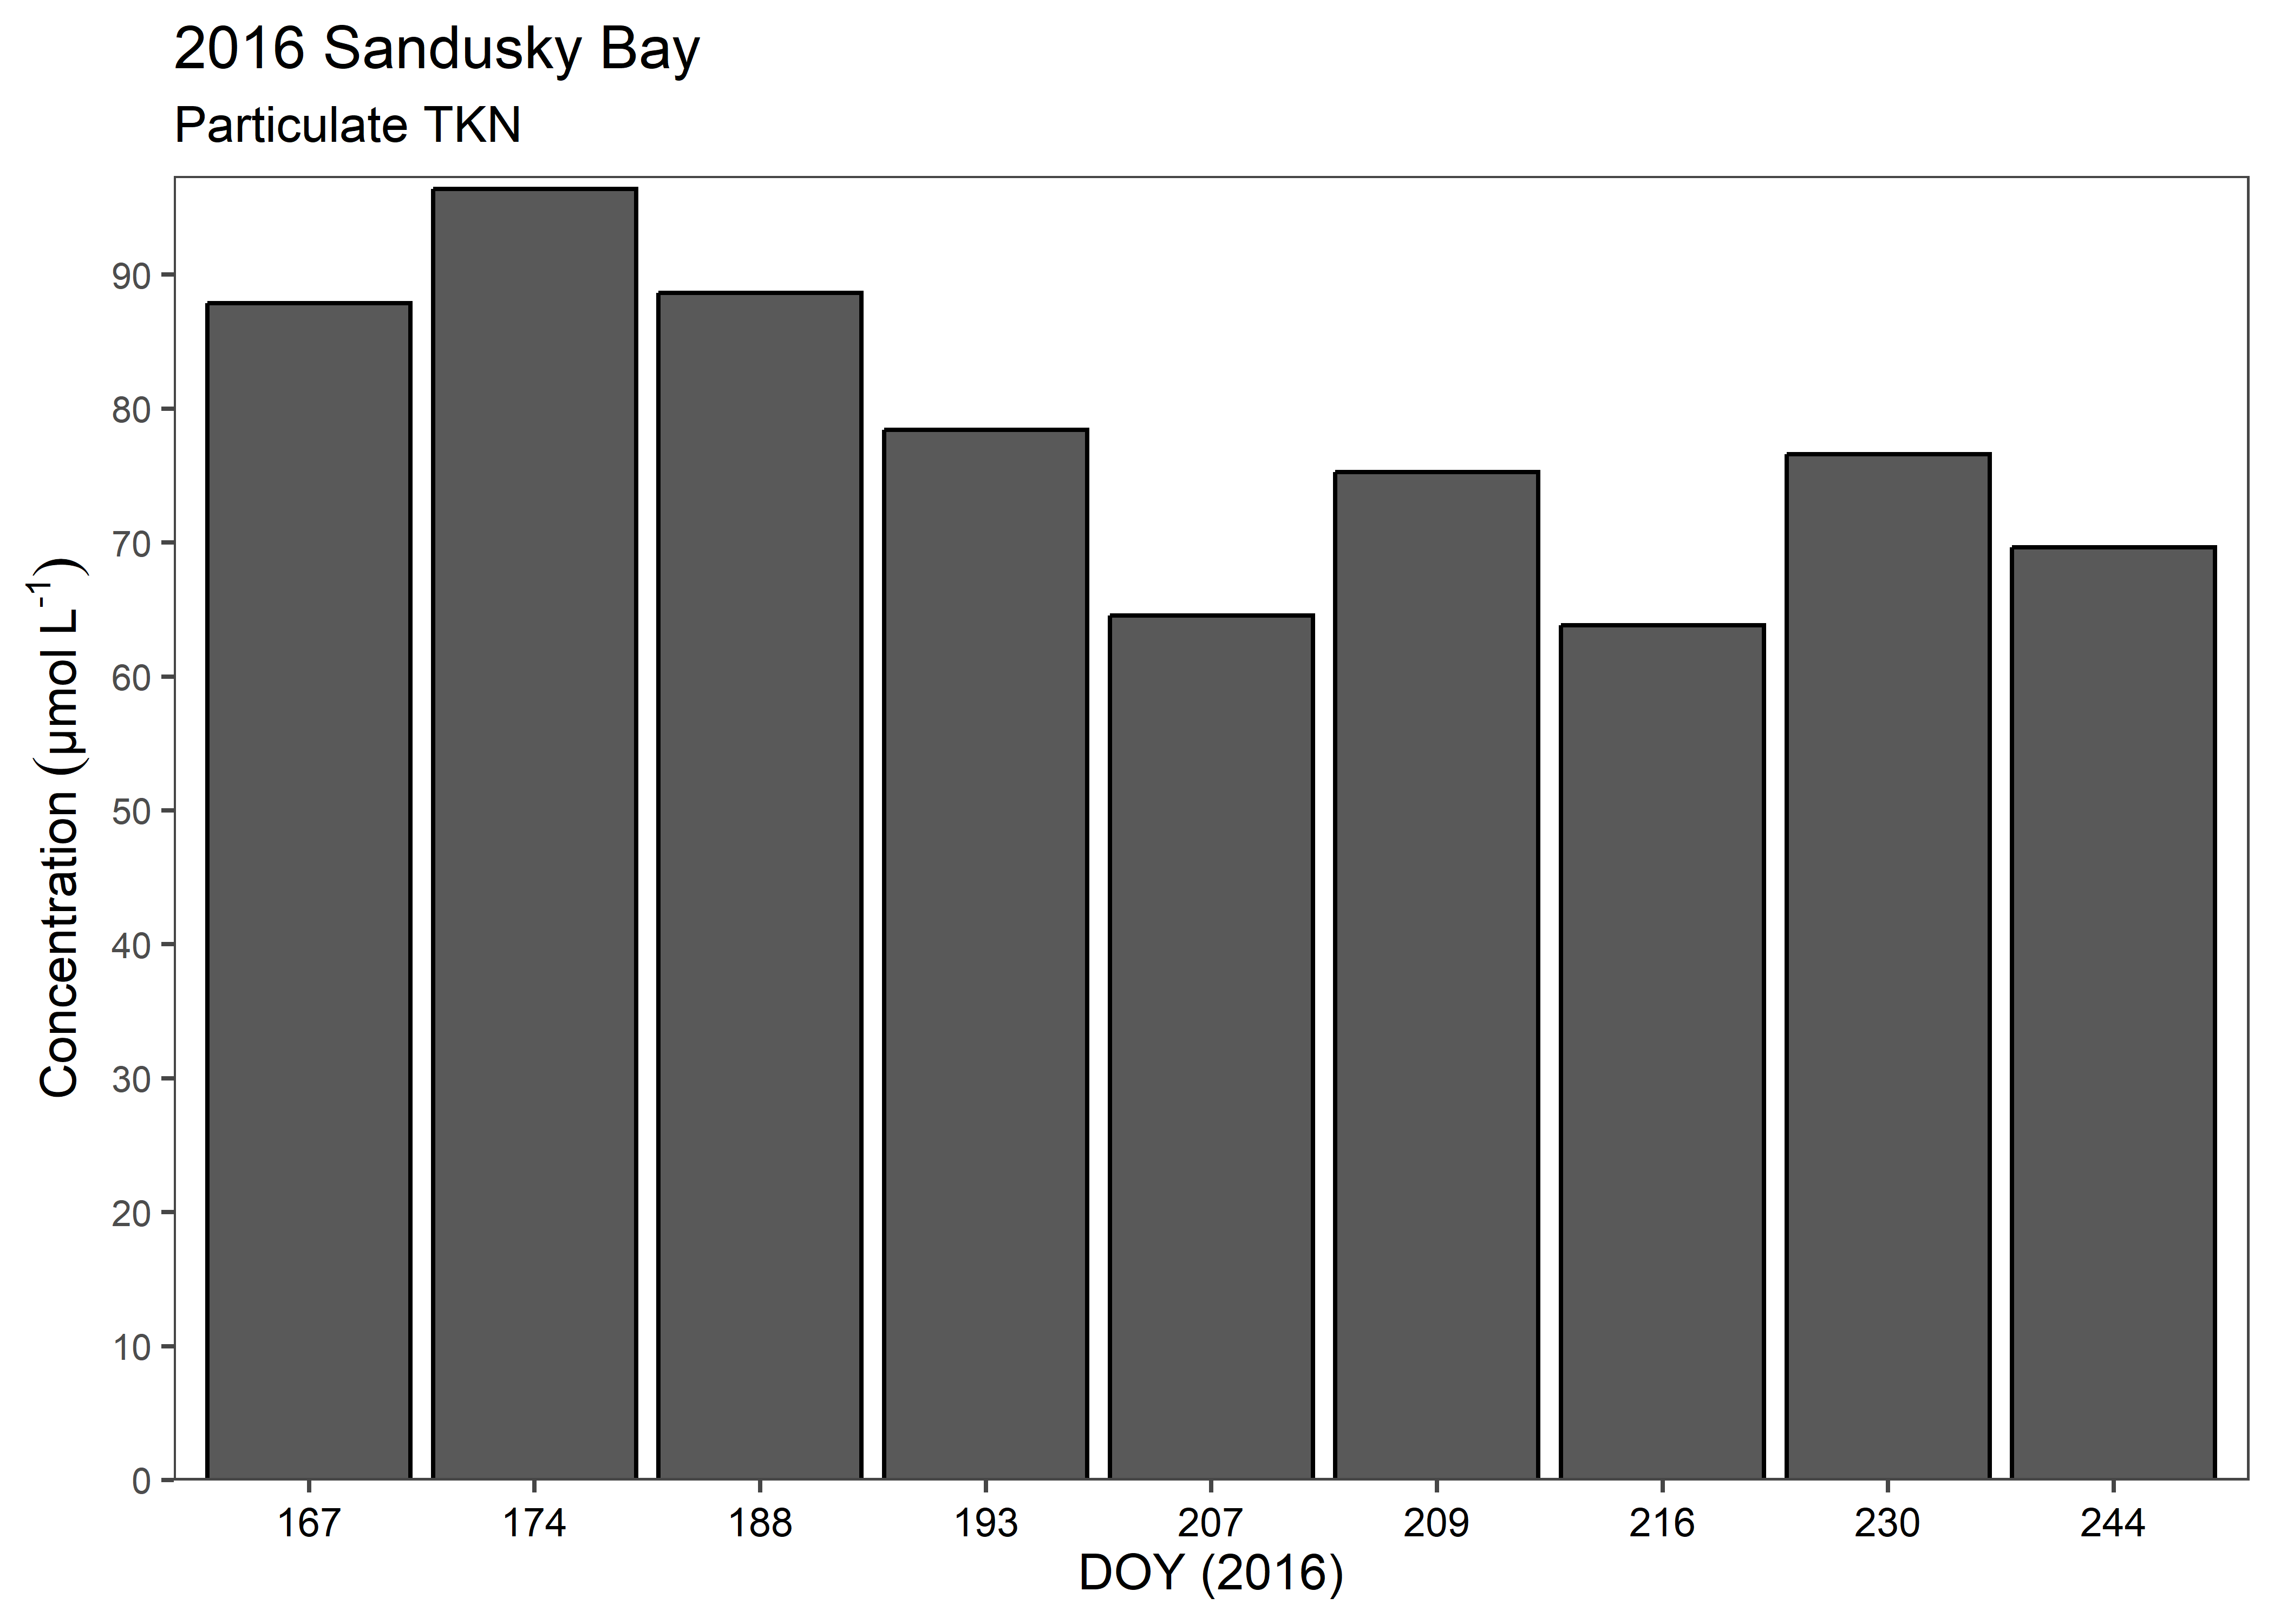 2016 Sandusky Bay
Particulate TKN
Concentration (µmol L-1)
90
80
70
60
50
40
30
20
10
0
167 174 188 193 207 209 216 230 244
DOY (2016)